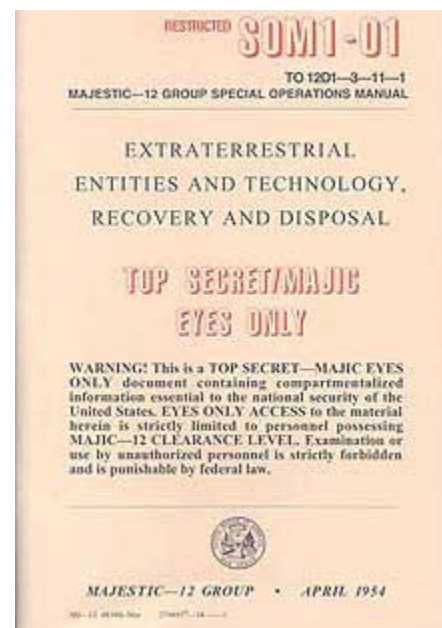 RESTRICTED SOM1-01
TO 12D1—3—11—1
MAJESTIC—12 GROUP SPECIAL OPERATIONS MANUAL
EXTRATERRESTRIAL
ENTITIES AND TECHNOLOGY,
RECOVERY AND DISPOSAL
TOP SECRET/MAJIC
EYES ONLY
WARNING! This is a TOP SECRET—MAJIC EYES
ONLY document containing compartmentalized
information essential to the national security of the
United States. EYES ONLY ACCESS to the material
herein is strictly limited to personnel possessing
MAJIC—12 CLEARANCE LEVEL. Examination or
use by unauthorized personnel is strictly forbidden
and is punishable by federal law.
MAJESTIC—12 GROUP • APRIL 1954